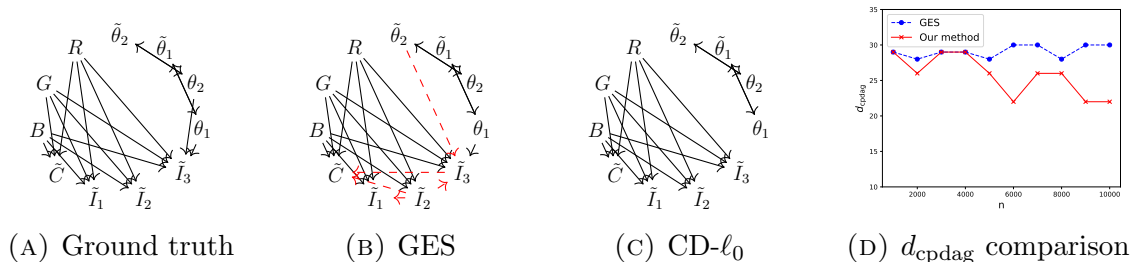 R
G
B
C̃
Ĩ₁
Ĩ₂
Ĩ₃
θ₁
θ₂
θ̃₁
θ̃₂
(A) Ground truth
R
G
B
C̃
Ĩ₁
Ĩ₂
Ĩ₃
θ₁
θ₂
θ̃₁
θ̃₂
(B) GES
R
G
B
C̃
Ĩ₁
Ĩ₂
Ĩ₃
θ₁
θ₂
θ̃₁
θ̃₂
(C) CD-ℓ₀
GES
Our method
35
30
25
20
15
10
d_cpdag
2000 4000 6000 8000 10000
n
(D) d_cpdag comparison